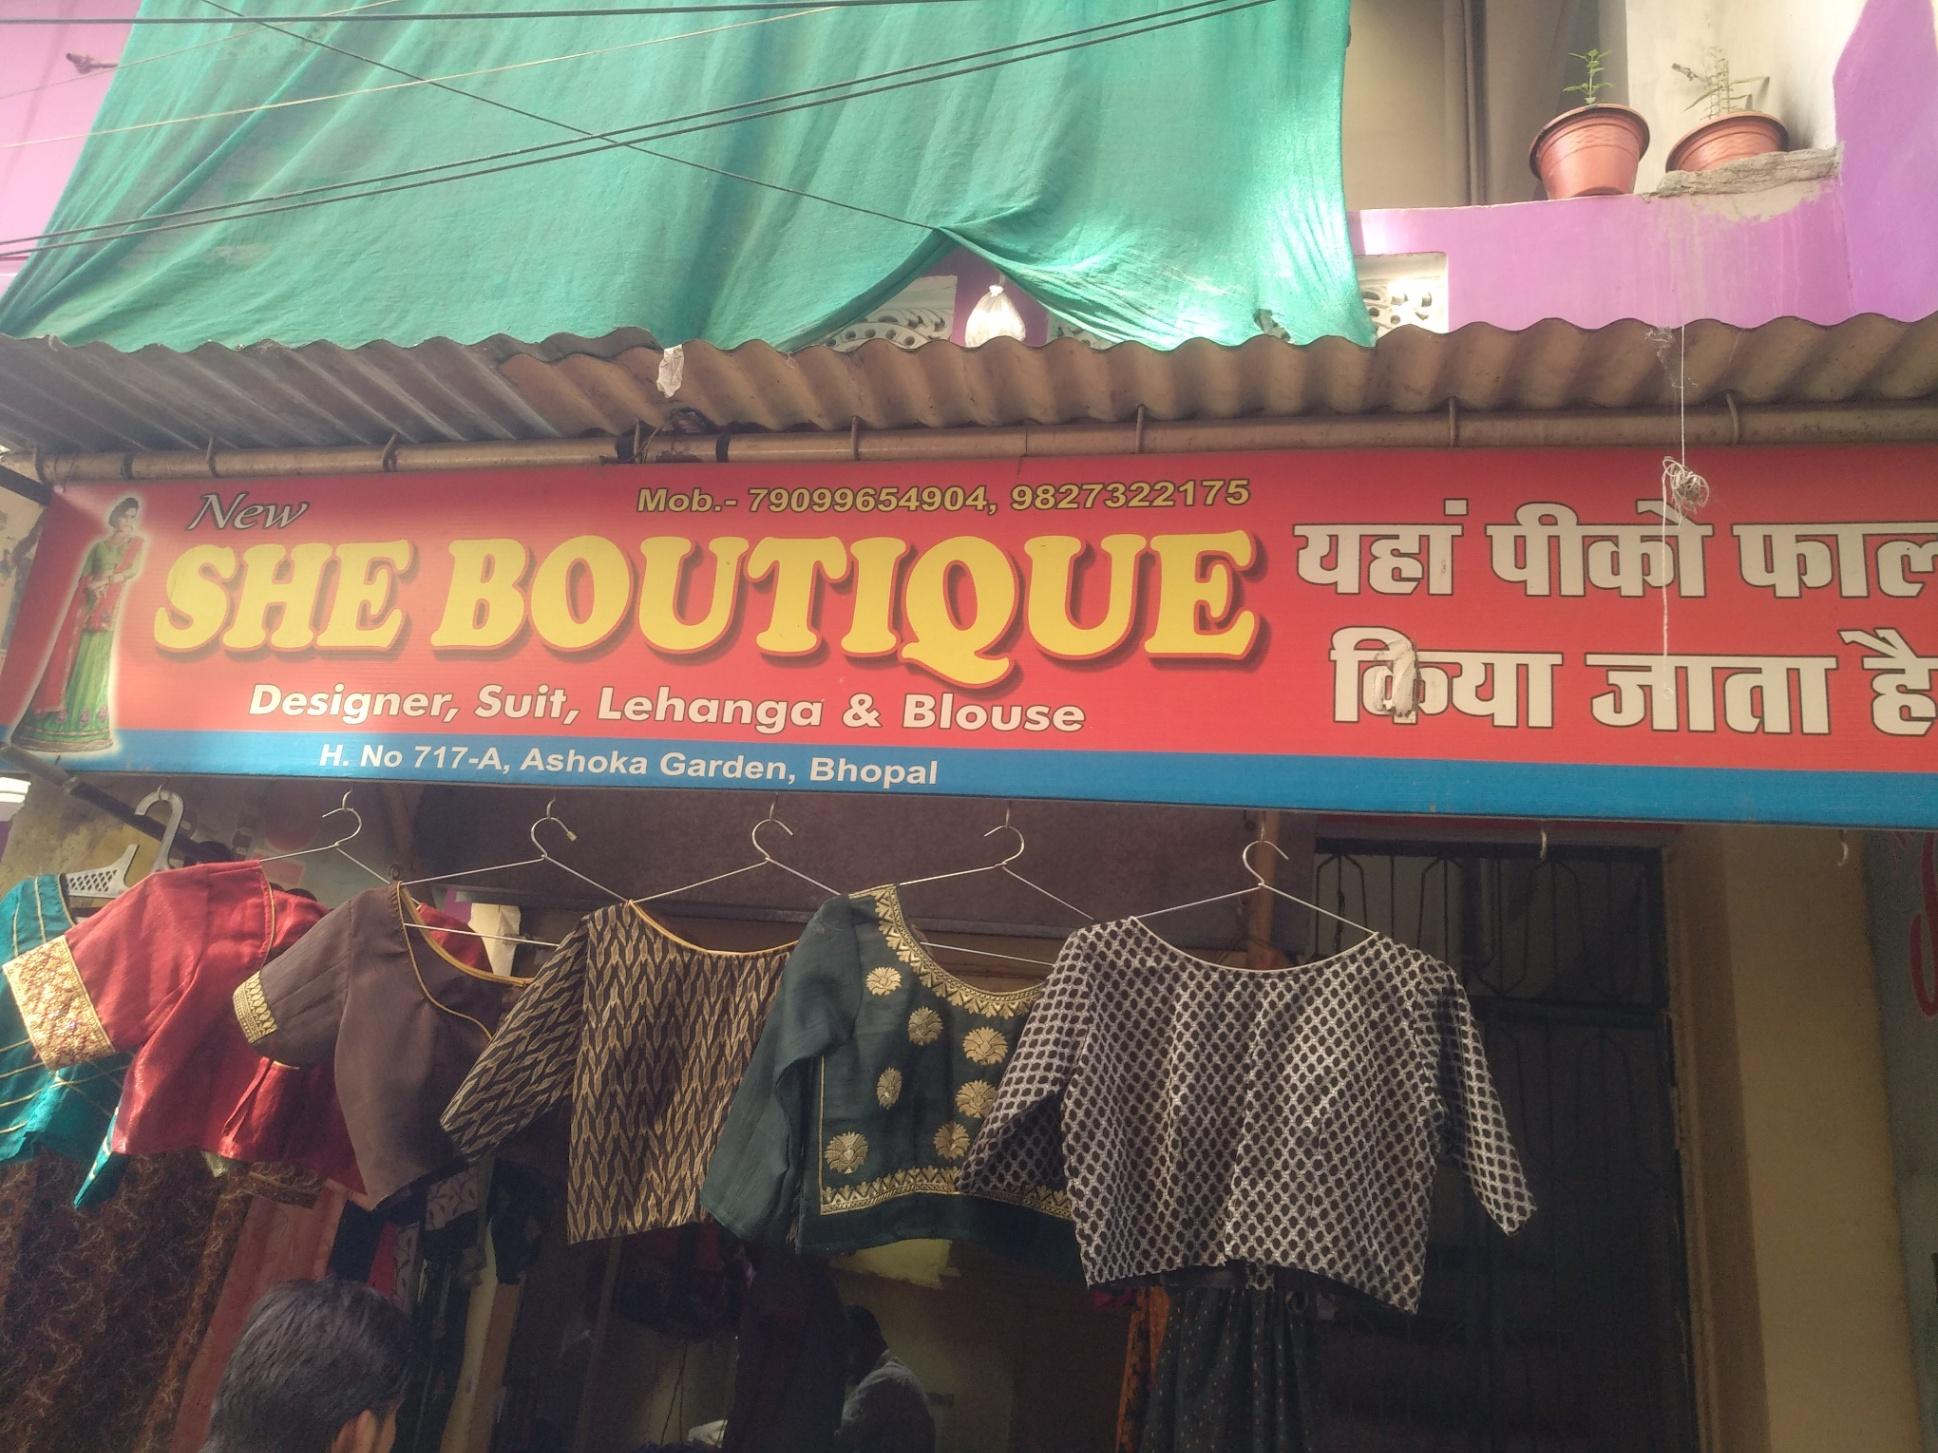 New
Mob.- 79099654904, 9827322175
SHE BOUTIQUE
Designer, Suit, Lehanga & Blouse
H. No 717-A, Ashoka Garden, Bhopal
यहां पीको फाल
किया जाता है